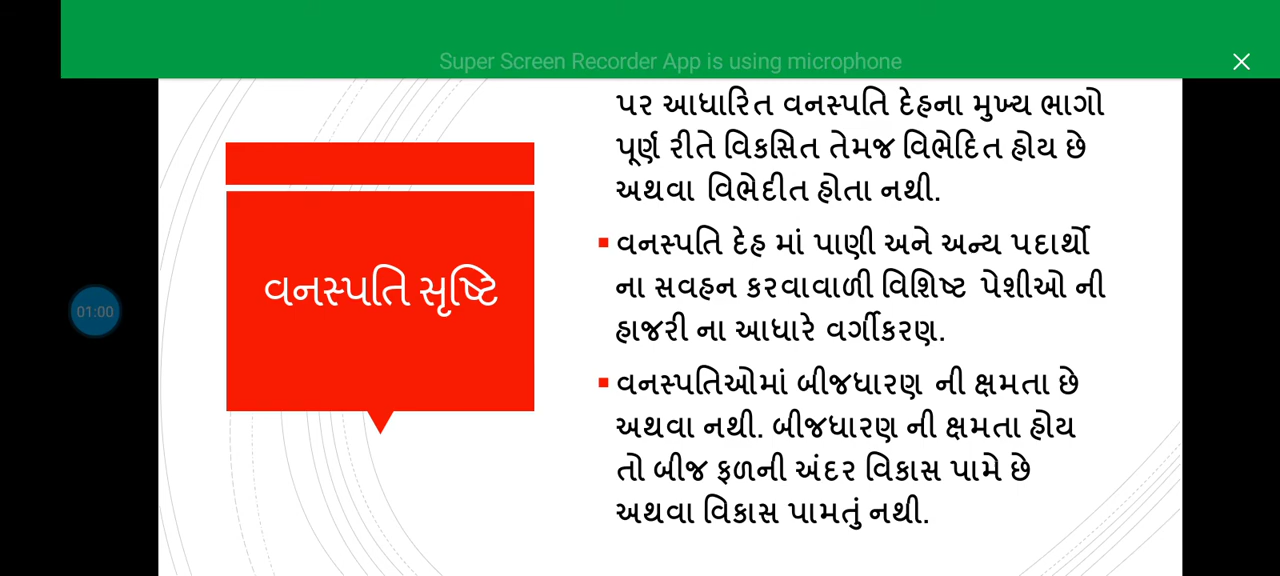 Super Screen Recorder App is using microphone
પર આધારિત વનસ્પતિ દેહના મુખ્ય ભાગો
પૂર્ણ રીતે વિકસિત તેમજ વિભેદિત હોય છે
અથવા વિભેદીત હોતા નથી.
વનસ્પતિ સૃષ્ટિ
01:00
વનસ્પતિ દેહ માં પાણી અને અન્ય પદાર્થો
ના સવહન કરવાવાળી વિશિષ્ટ પેશીઓ ની
હાજરી ના આધારે વર્ગીકરણ.
વનસ્પતિઓમાં બીજધારણ ની ક્ષમતા છે
અથવા નથી. બીજધારણ ની ક્ષમતા હોય
તો બીજ ફળની અંદર વિકાસ પામે છે
અથવા વિકાસ પામતું નથી.